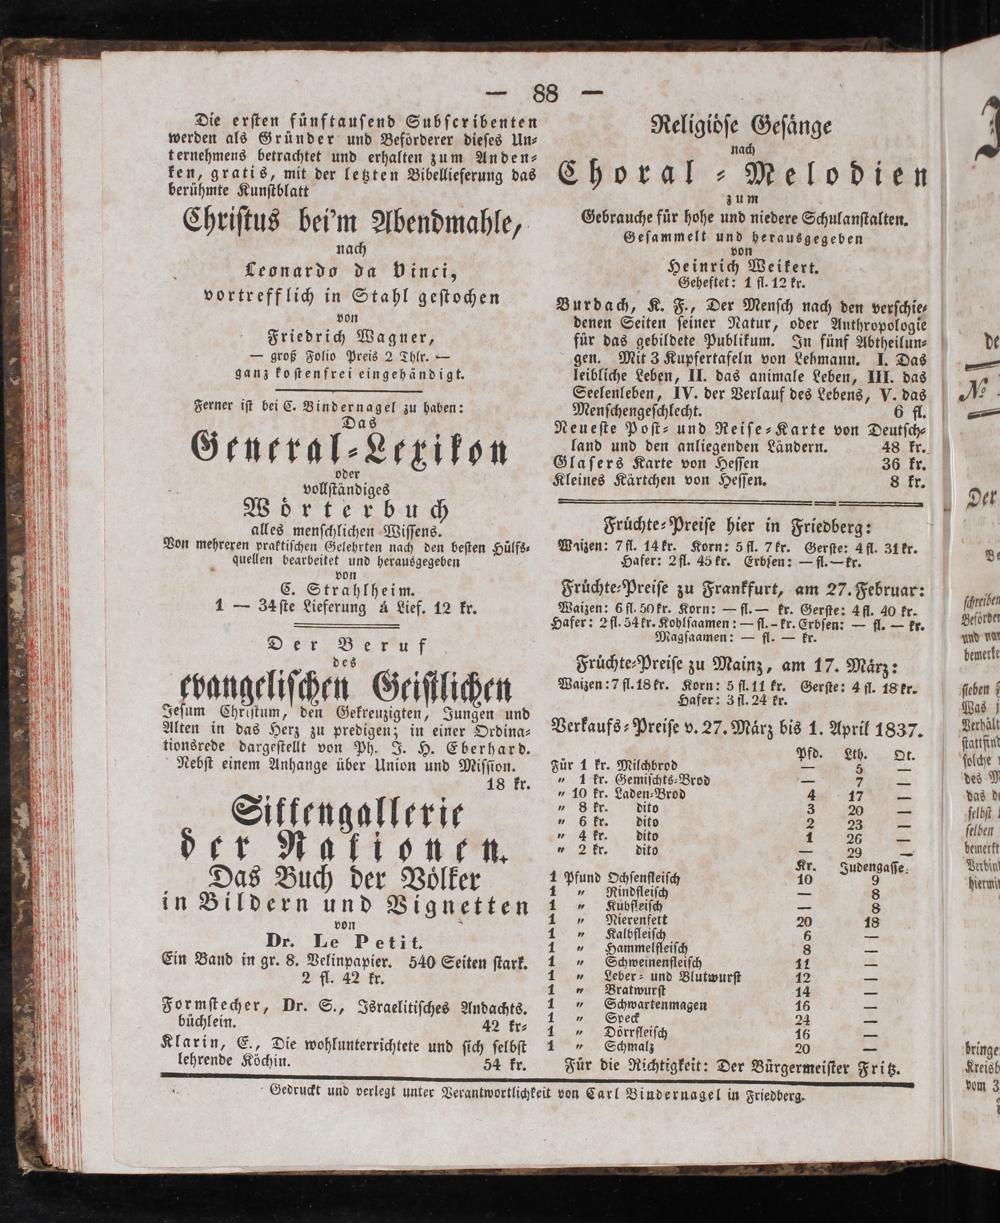 — 88 —
Die ersten fünftausend Subscribenten
werden als Gründer und Beförderer dieses Un-
ternehmens betrachtet und erhalten zum Anden-
ken, gratis, mit der letzten Bibellieferung das
berühmte Kunstblatt
Christus bei'm Abendmahle,
nach
Leonardo da Vinci,
vortrefflich in Stahl gestochen
von
Friedrich Wagner,
— groß Folio Preis 2 Thlr. —
ganz kostenfrei eingehändigt.
Ferner ist bei C. Bindernagel zu haben:
Das
General-Lexikon
oder
vollständiges
Wörterbuch
alles menschlichen Wissens.
Von mehreren praktischen Gelehrten nach den besten Hülfs-
quellen bearbeitet und herausgegeben
von
C. Strahlheim.
1 — 34ste Lieferung á Lief. 12 kr.
Der Beruf
des
evangelischen Geistlichen
Jesum Christum, den Gekreuzigten, Jungen und
Alten in das Herz zu predigen; in einer Ordina-
tionsrede dargestellt von Ph. J. H. Eberhard.
Nebst einem Anhange über Union und Mission.
18 kr.
Sittengallerie
der Nationen.
Das Buch der Völker
in Bildern und Vignetten
von
Dr. Le Petit.
Ein Band in gr. 8. Velinpapier. 540 Seiten stark.
2 fl. 42 kr.
Formstecher, Dr. S., Israelitisches Andachts.
büchlein. 42 kr-
Klarin, E., Die wohlunterrichtete und sich selbst
lehrende Köchin. 54 kr.
Religiöse Gesänge
nach
Choral-Melodien
zum
Gebrauche für hohe und niedere Schulanstalten.
Gesammelt und herausgegeben
von
Heinrich Weikert.
Geheftet: 1 fl. 12 kr.
Burdach, K. F., Der Mensch nach den verschie-
denen Seiten seiner Natur, oder Anthropologie
für das gebildete Publikum. In fünf Abtheilun-
gen. Mit 3 Kupfertafeln von Lehmann. I. Das
leibliche Leben, II. das animale Leben, III. das
Seelenleben, IV. der Verlauf des Lebens, V. das
Menschengeschlecht. 6 fl.
Neueste Post- und Reise-Karte von Deutsch-
land und den anliegenden Ländern. 48 kr.
Glasers Karte von Hessen 36 kr.
Kleines Kärtchen von Hessen. 8 kr.
Früchte-Preise hier in Friedberg:
Waizen: 7 fl. 14 kr. Korn: 5 fl. 7 kr. Gerste: 4 fl. 31 kr.
Hafer: 2 fl. 45 kr. Erbsen: — fl. — kr.
Früchte-Preise zu Frankfurt, am 27. Februar:
Waizen: 6 fl. 50 kr. Korn: — fl. — kr. Gerste: 4 fl. 40 kr.
Hafer: 2 fl. 54 kr. Kohlsaamen: — fl. - kr. Erbsen: — fl. — kr.
Magsaamen: — fl. — kr.
Früchte-Preise zu Mainz, am 17. März:
Waizen: 7 fl. 18 kr. Korn: 5 fl. 11 kr. Gerste: 4 fl. 18 kr.
Hafer: 3 fl. 24 kr.
Verkaufs-Preise v. 27. März bis 1. April 1837.
Pfd. Lth. Qt.
Für 1 kr. Milchbrod — 5 —
" 1 kr. Gemischts-Brod — 7 —
" 10 kr. Laden-Brod 4 17 —
" 8 kr. dito 3 20 —
" 6 kr. dito 2 23 —
" 4 kr. dito 1 26 —
" 2 kr. dito — 29 —
Kr. Judengasse:
1 Pfund Ochsenfleisch 10 9
1 " Rindfleisch — 8
1 " Kühfleisch — 8
1 " Nierenfett 20 18
1 " Kalbfleisch 6 —
1 " Hammelfleisch 8 —
1 " Schweinenfleisch 11 —
1 " Leber- und Blutwurst 12 —
1 " Bratwurst 14 —
1 " Schwartenmagen 16 —
1 " Speck 24 —
1 " Dörrfleisch 16 —
1 " Schmalz 20 —
Für die Richtigkeit: Der Bürgermeister Fritz.
Gedruckt und verlegt unter Verantwortlichkeit von Carl Bindernagel in Friedberg.